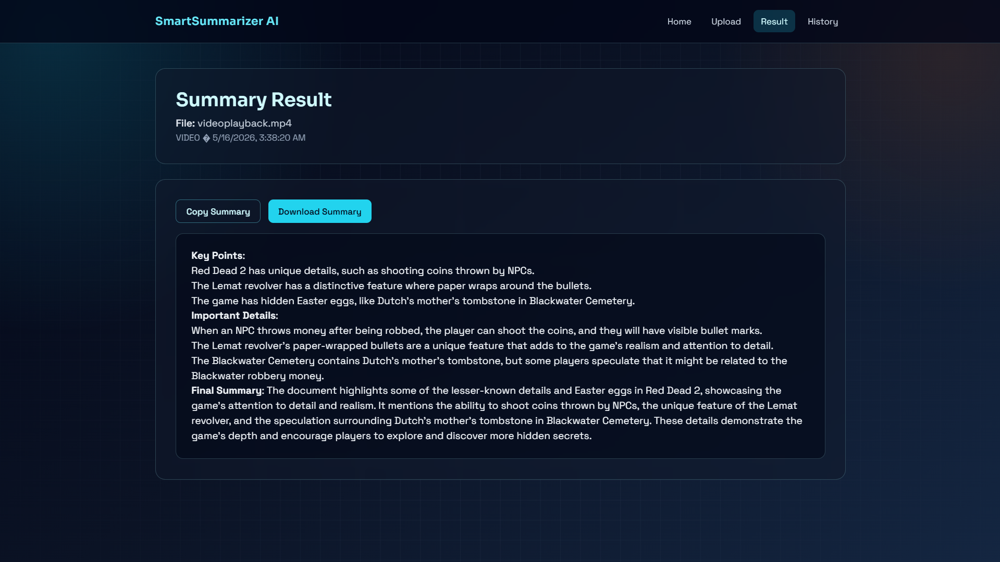 SmartSummarizer AI
Home
Upload
Result
History
Summary Result
File: videoplayback.mp4
VIDEO � 5/16/2026, 3:38:20 AM
Copy Summary
Download Summary
Key Points:
Red Dead 2 has unique details, such as shooting coins thrown by NPCs.
The Lemat revolver has a distinctive feature where paper wraps around the bullets.
The game has hidden Easter eggs, like Dutch's mother's tombstone in Blackwater Cemetery.
Important Details:
When an NPC throws money after being robbed, the player can shoot the coins, and they will have visible bullet marks.
The Lemat revolver's paper-wrapped bullets are a unique feature that adds to the game's realism and attention to detail.
The Blackwater Cemetery contains Dutch's mother's tombstone, but some players speculate that it might be related to the
Blackwater robbery money.
Final Summary: The document highlights some of the lesser-known details and Easter eggs in Red Dead 2, showcasing the
game's attention to detail and realism. It mentions the ability to shoot coins thrown by NPCs, the unique feature of the Lemat
revolver, and the speculation surrounding Dutch's mother's tombstone in Blackwater Cemetery. These details demonstrate the
game's depth and encourage players to explore and discover more hidden secrets.